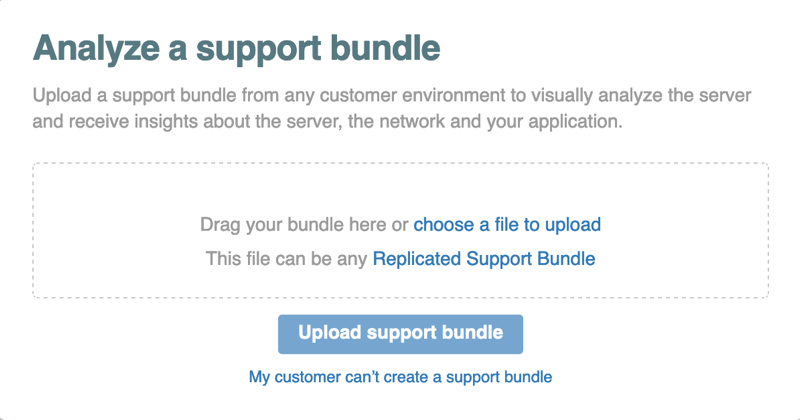 Analyze a support bundle
Upload a support bundle from any customer environment to visually analyze the server
and receive insights about the server, the network and your application.
Drag your bundle here or choose a file to upload
This file can be any Replicated Support Bundle
Upload support bundle
My customer can't create a support bundle